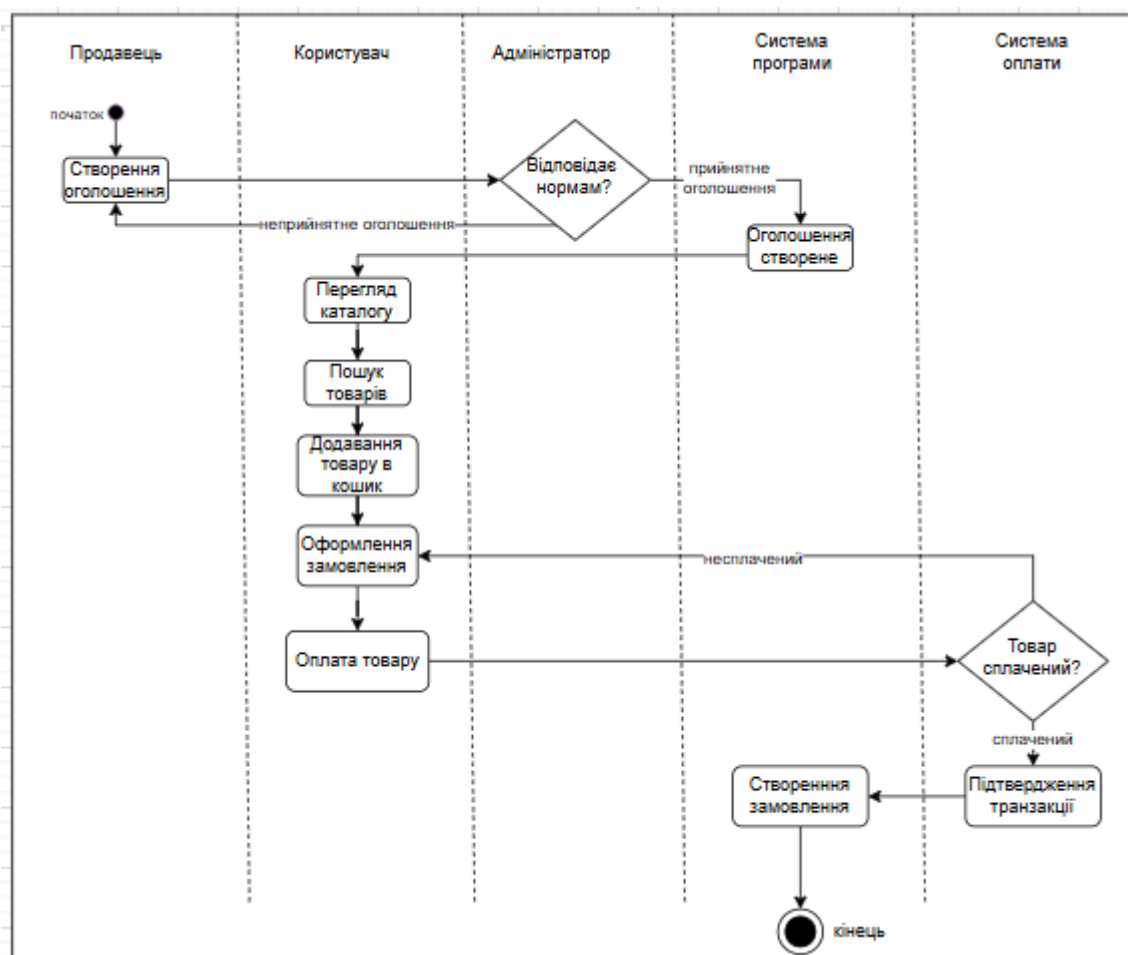 Продавець
Користувач
Адміністратор
Система
програми
Система
оплати
початок
Створення
оголошення
Відповідає
нормам?
прийнятне
оголошення
неприйнятне оголошення
Оголошення
створене
Перегляд
каталогу
Пошук
товарів
Додавання
товару в
кошик
Оформлення
замовлення
несплачений
Оплата товару
Товар
сплачений?
сплачений
Створенння
замовлення
Підтвердження
транзакції
кінець